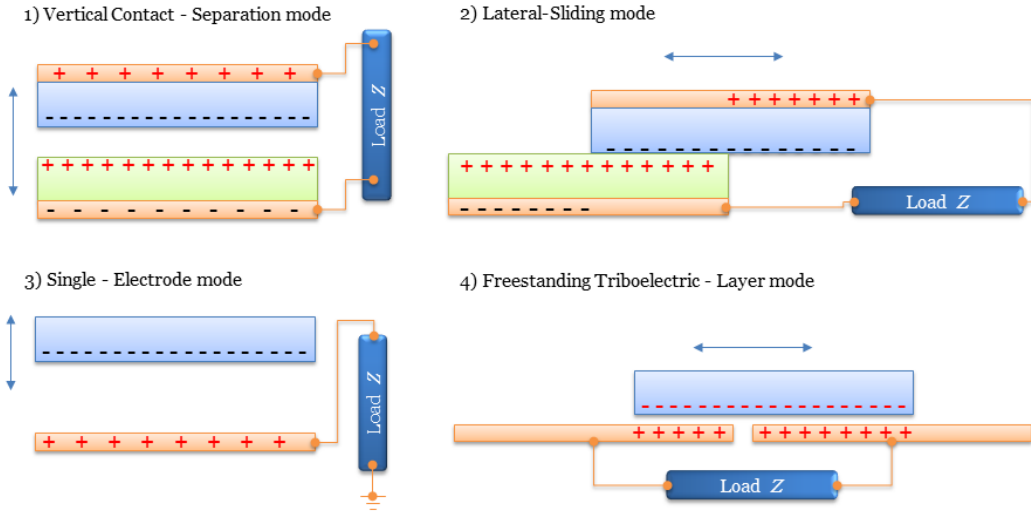 1) Vertical Contact - Separation mode
Load Z
2) Lateral-Sliding mode
Load Z
3) Single - Electrode mode
Load Z
4) Freestanding Triboelectric - Layer mode
Load Z